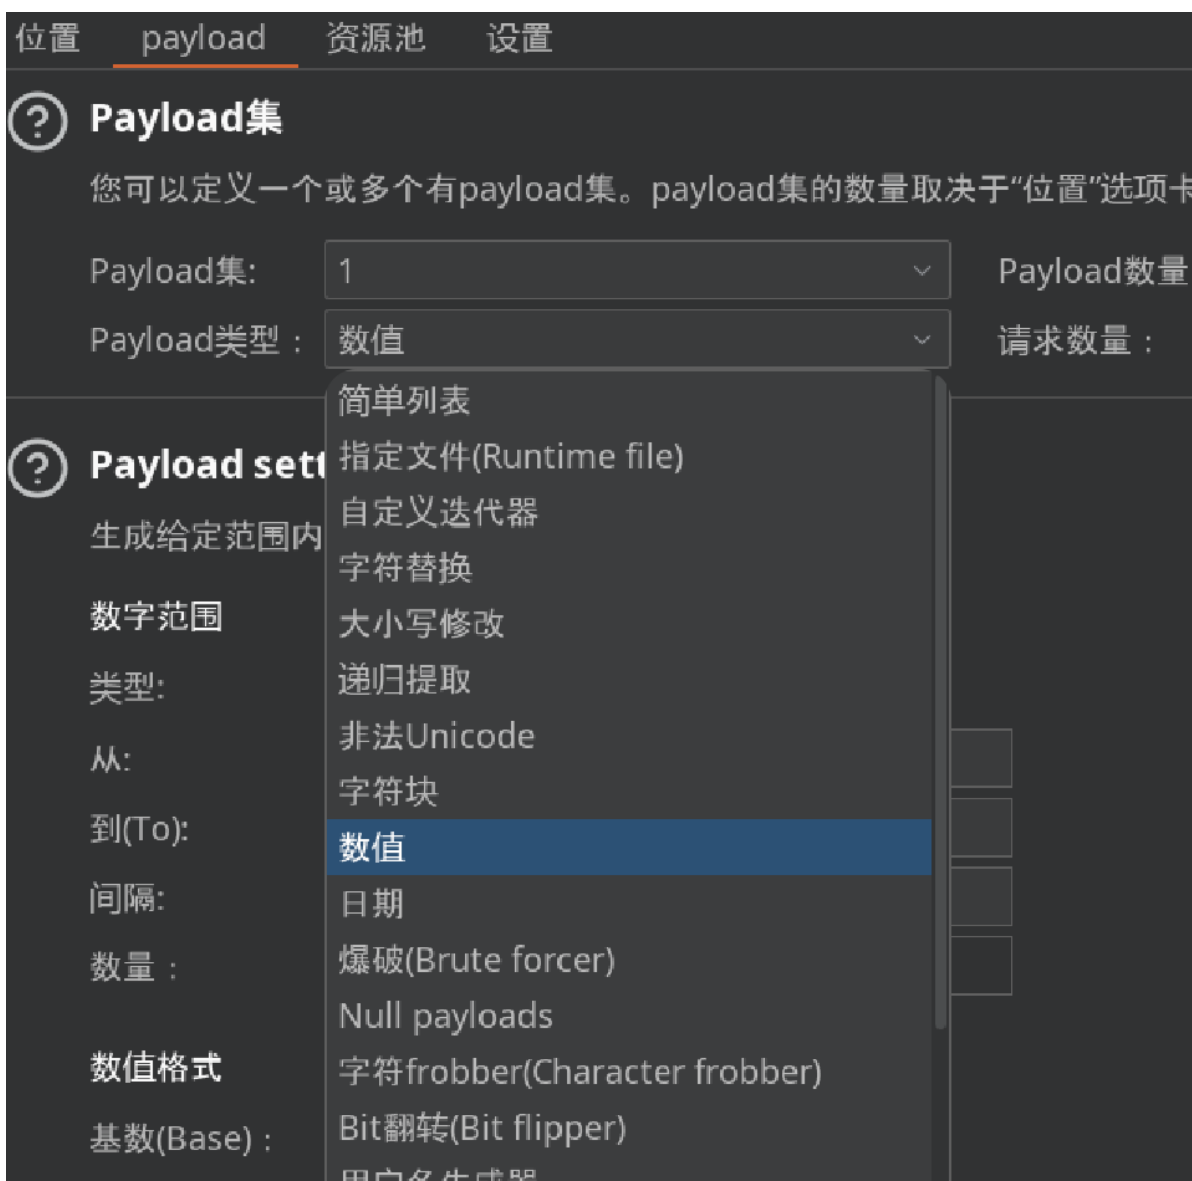 位置 payload 资源池 设置
Payload集
您可以定义一个或多个有payload集。payload集的数量取决于“位置”选项卡
Payload集: 1 Payload数量
Payload类型： 数值 请求数量：
简单列表
指定文件(Runtime file)
自定义迭代器
字符替换
大小写修改
递归提取
非法Unicode
字符块
数值
日期
爆破(Brute forcer)
Null payloads
字符frobber(Character frobber)
Bit翻转(Bit flipper)
用户名生成器
Payload sett
生成给定范围内
数字范围
类型:
从:
到(To):
间隔:
数量：
数值格式
基数(Base)：